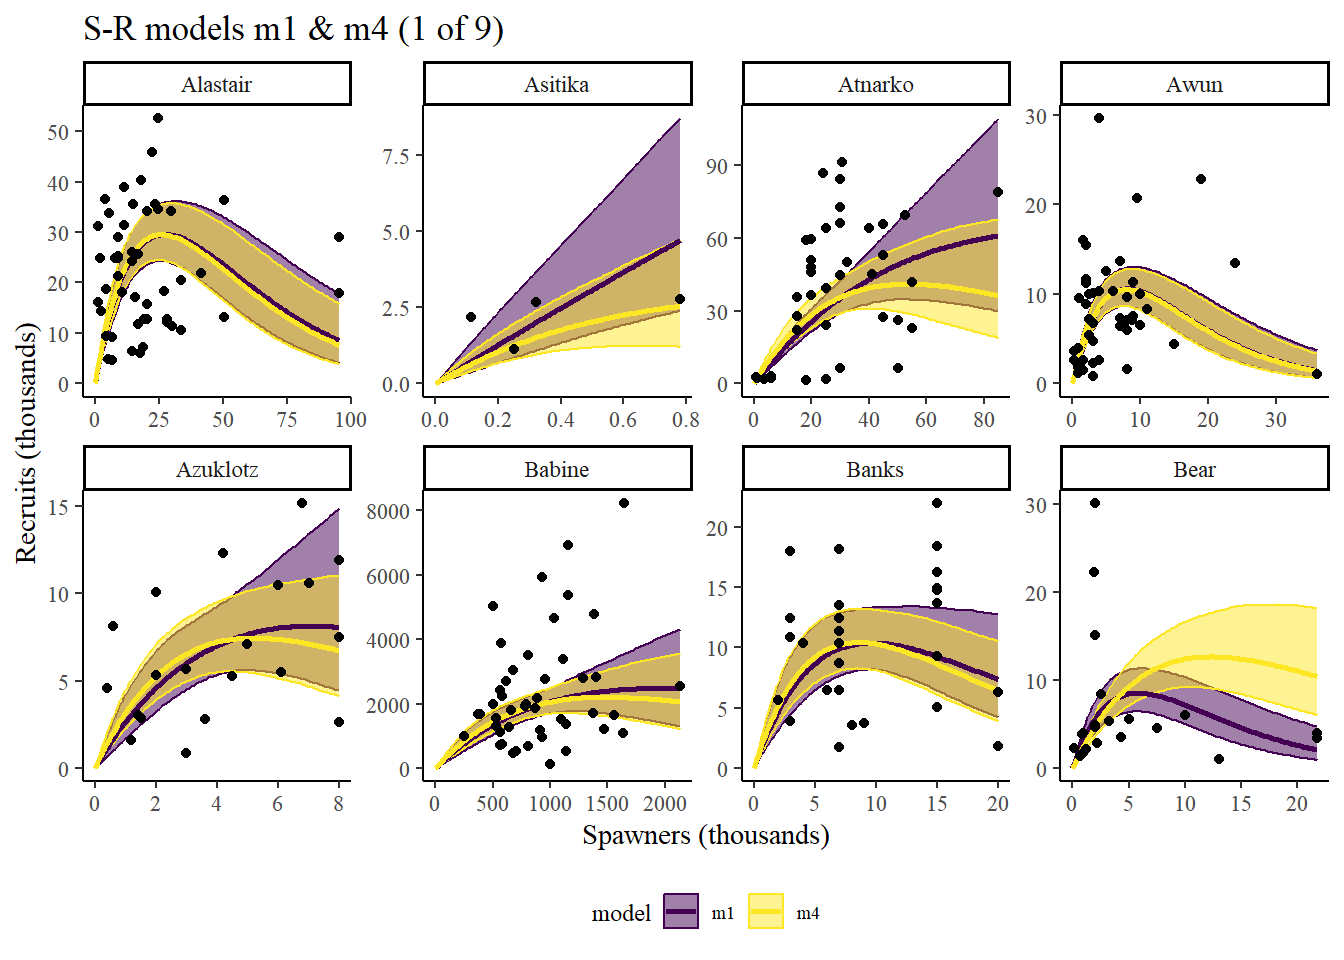 S-R models m1 & m4 (1 of 9)
Alastair Asitika Atnarko Awun
50
40
30
20
10
0
0 25 50 75 100
7.5
5.0
2.5
0.0
0.0 0.2 0.4 0.6 0.8
90
60
30
0
0 20 40 60 80
30
20
10
0
0 10 20 30
Recruits (thousands)
Azuklotz Babine Banks Bear
15
10
5
0
0 2 4 6 8
8000
6000
4000
2000
0
0 500 1000 1500 2000
20
15
10
5
0
0 5 10 15 20
30
20
10
0
0 5 10 15 20
Spawners (thousands)
model m1 m4